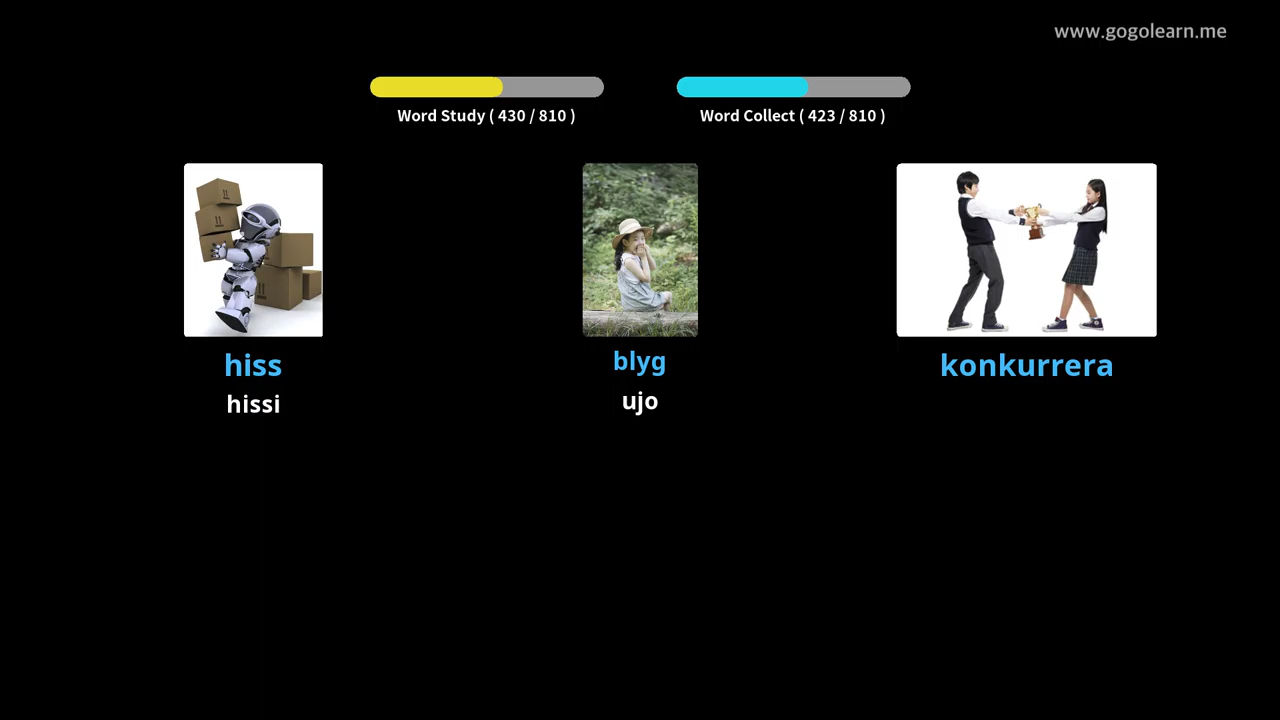 www.gogolearn.me
Word Study ( 430 / 810 )
Word Collect ( 423 / 810 )
hiss
hissi
blyg
ujo
konkurrera